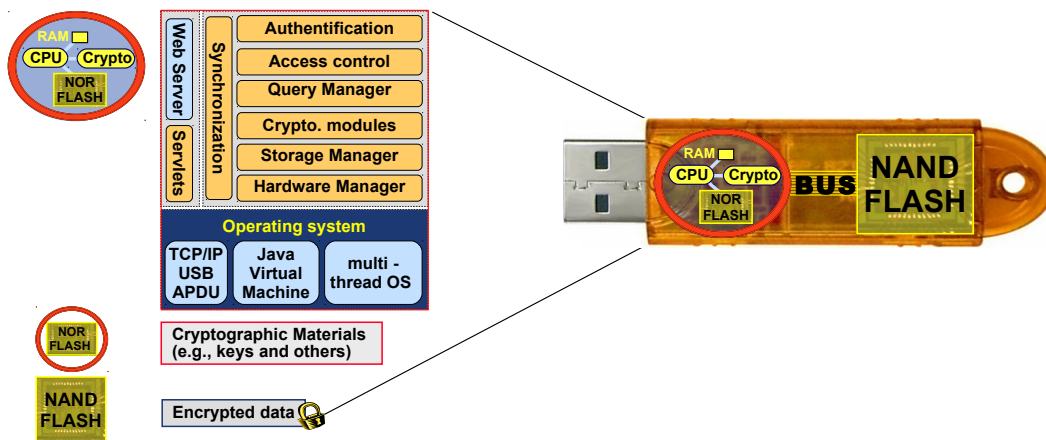 RAM
CPU
Crypto
NOR
FLASH
Web Server
Servlets
Synchronization
Authentification
Access control
Query Manager
Crypto. modules
Storage Manager
Hardware Manager
Operating system
TCP/IP
USB
APDU
Java
Virtual
Machine
multi -
thread OS
NOR
FLASH
Cryptographic Materials
(e.g., keys and others)
NAND
FLASH
Encrypted data
RAM
CPU
Crypto
NOR
FLASH
BUS
NAND
FLASH